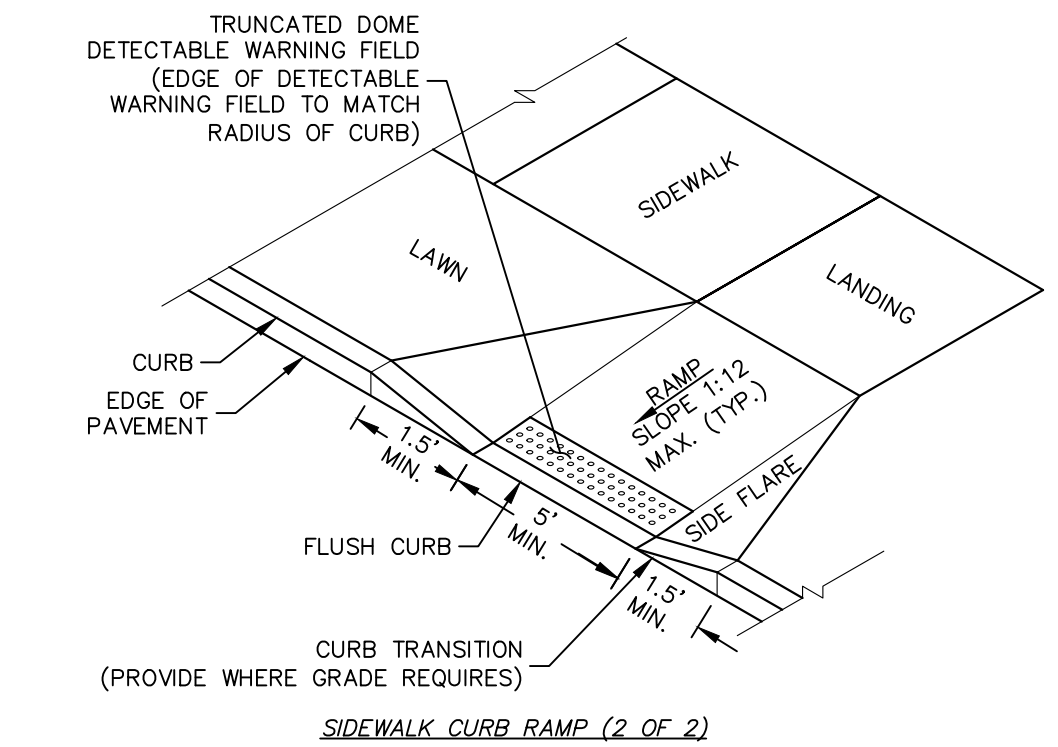 TRUNCATED DOME
DETECTABLE WARNING FIELD
(EDGE OF DETECTABLE
WARNING FIELD TO MATCH
RADIUS OF CURB)
SIDEWALK
LAWN
LANDING
CURB
EDGE OF
PAVEMENT
RAMP
SLOPE 1:12
MAX. (TYP.)
1.5'
MIN.
SIDE FLARE
5'
MIN.
FLUSH CURB
1.5'
MIN.
CURB TRANSITION
(PROVIDE WHERE GRADE REQUIRES)
SIDEWALK CURB RAMP (2 OF 2)